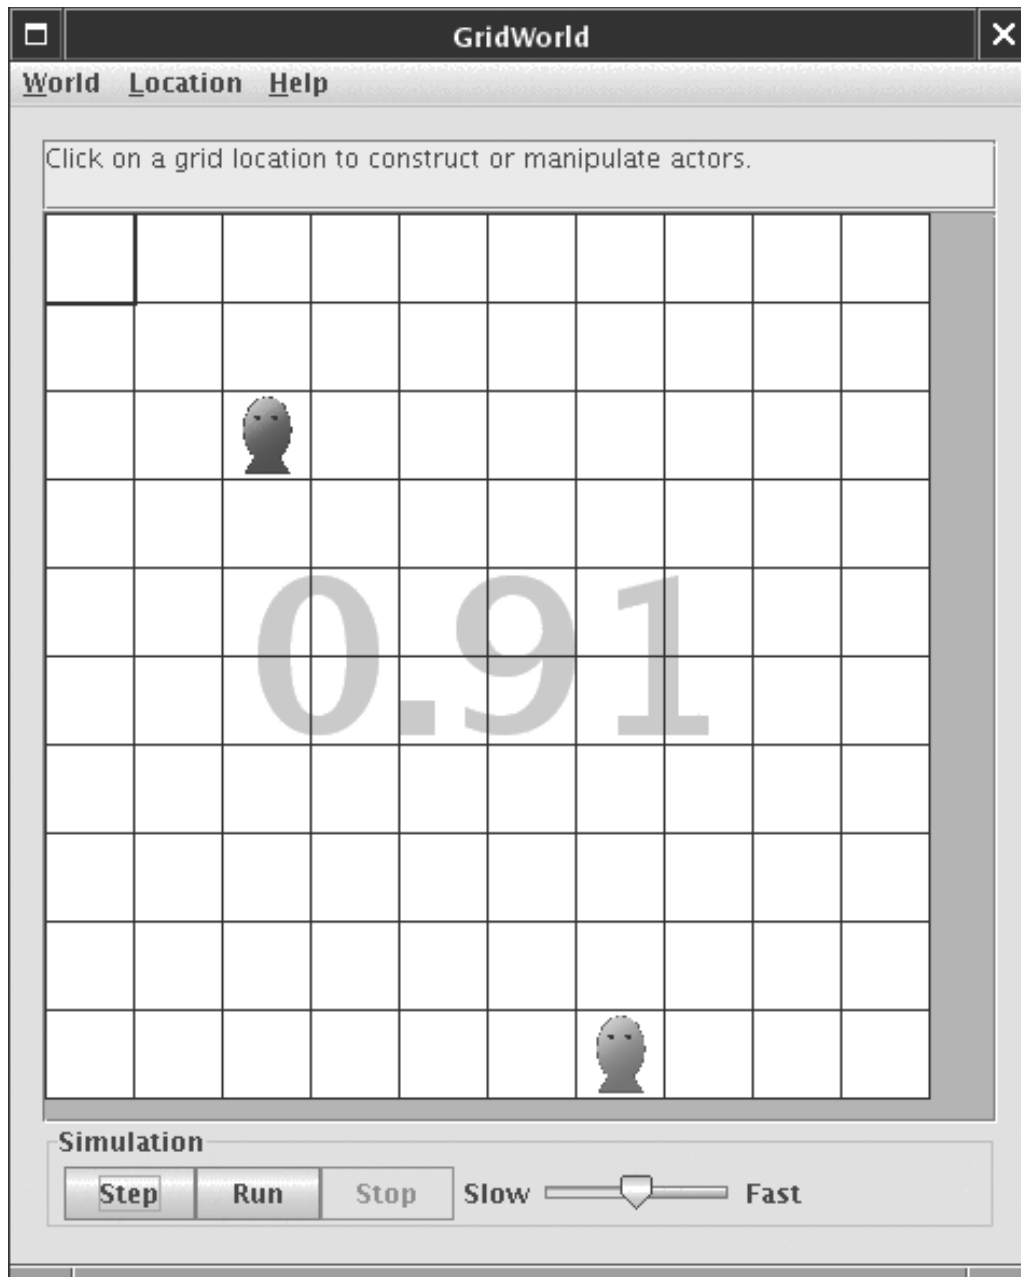 GridWorld
World Location Help
Click on a grid location to construct or manipulate actors.
0.91
Simulation
Step Run Stop Slow Fast